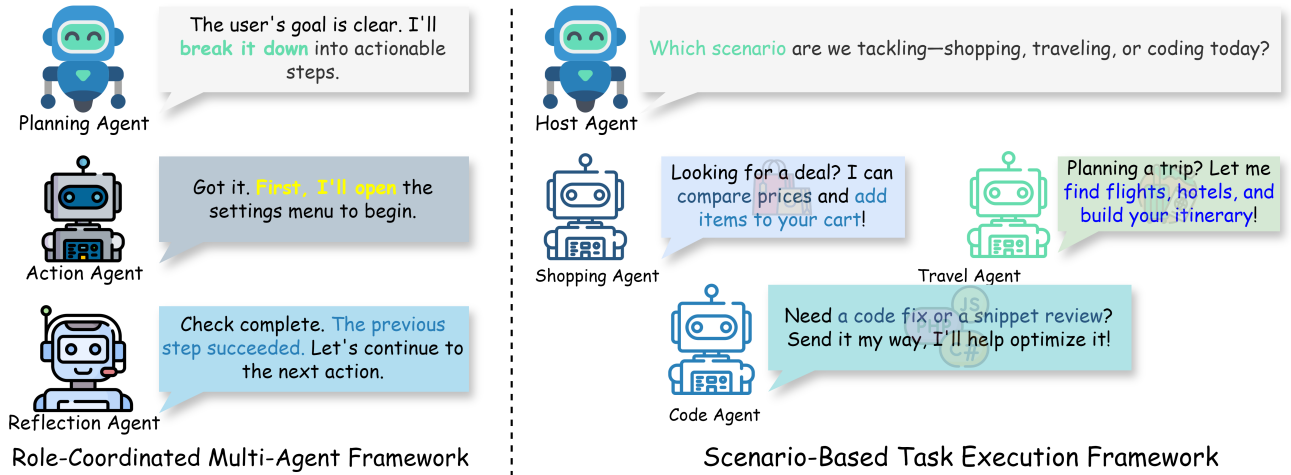 The user's goal is clear. I'll
break it down into actionable
steps.
Planning Agent
Got it. First, I'll open the
settings menu to begin.
Action Agent
Check complete. The previous
step succeeded. Let's continue to
the next action.
Reflection Agent
Role-Coordinated Multi-Agent Framework
Which scenario are we tackling—shopping, traveling, or coding today?
Host Agent
Looking for a deal? I can
compare prices and add
items to your cart!
Shopping Agent
Planning a trip? Let me
find flights, hotels, and
build your itinerary!
Travel Agent
JS
PHP
C#
Need a code fix or a snippet review?
Send it my way, I'll help optimize it!
Code Agent
Scenario-Based Task Execution Framework